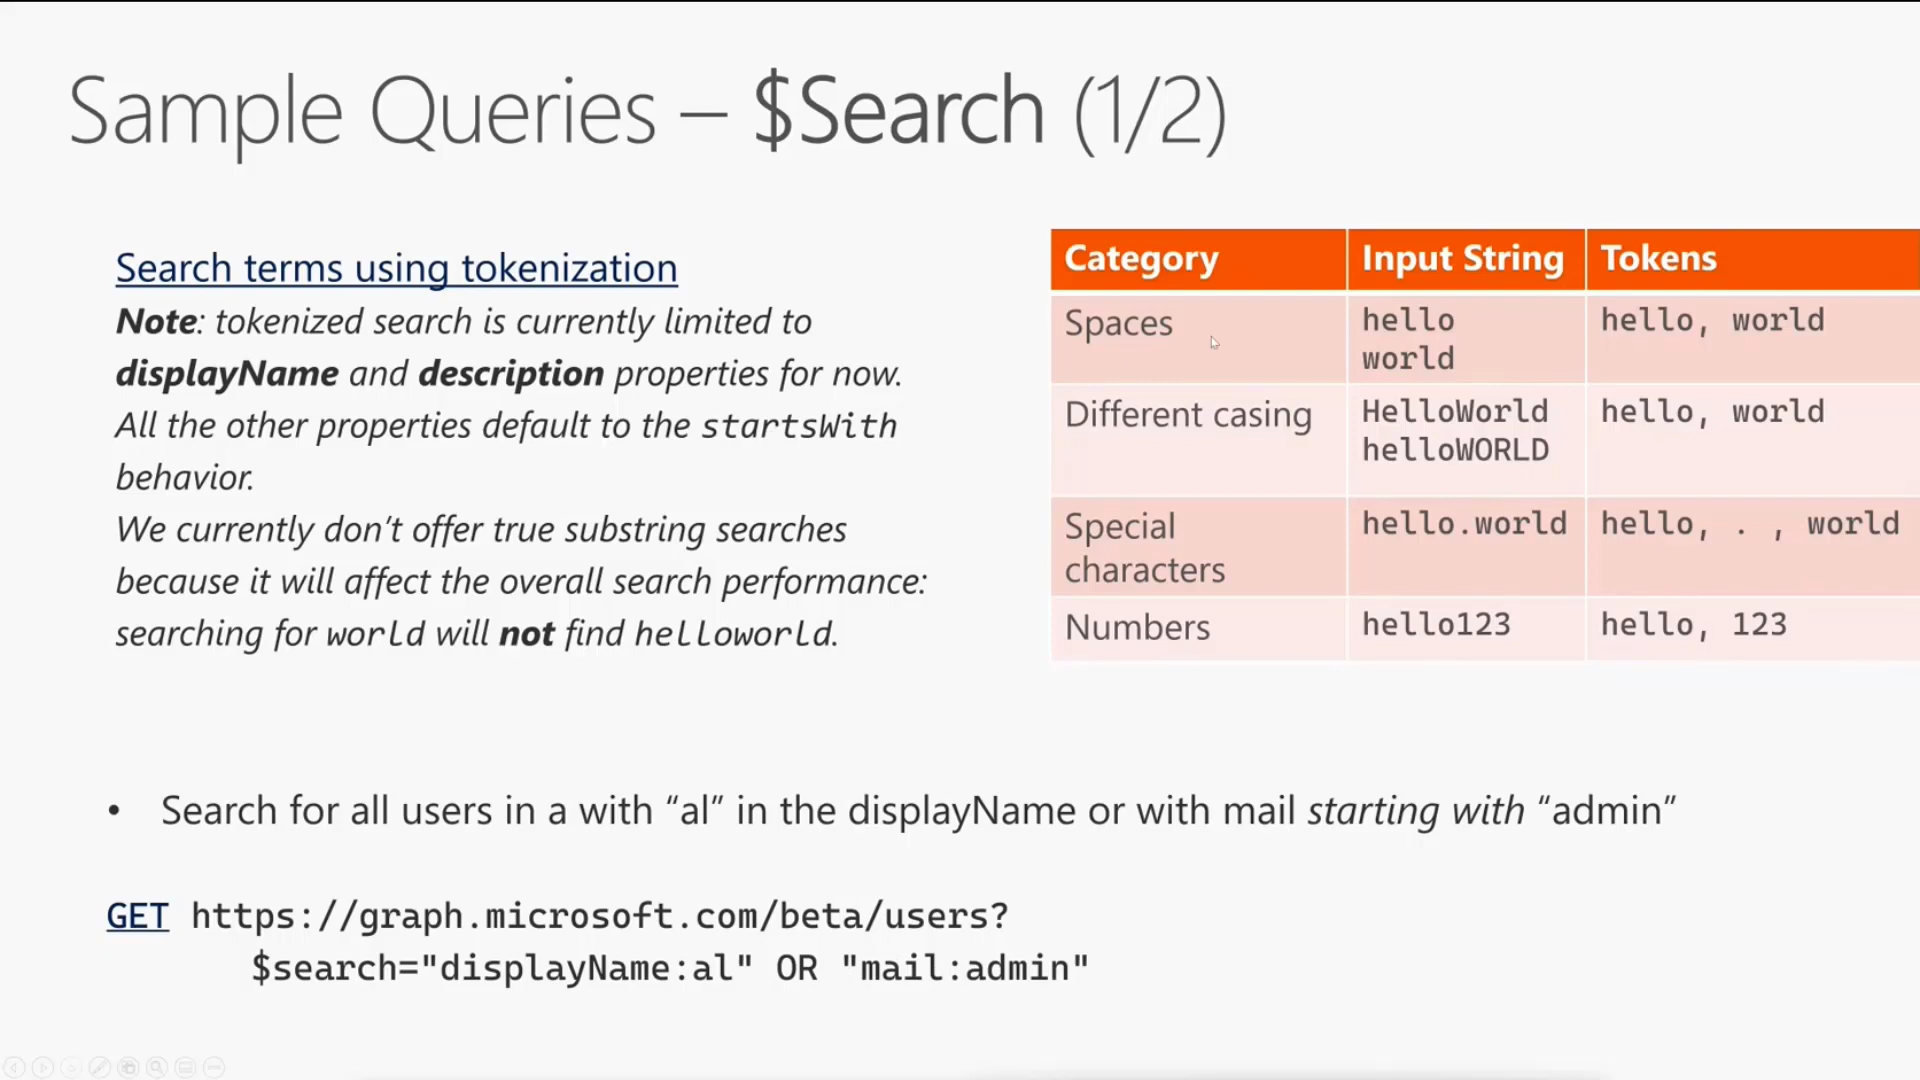 Sample Queries – $Search (1/2)
Search terms using tokenization
Note: tokenized search is currently limited to
displayName and description properties for now.
All the other properties default to the startsWith
behavior.
We currently don’t offer true substring searches
because it will affect the overall search performance:
searching for world will not find helloworld.
Category Input String Tokens
Spaces hello hello, world
world
Different casing HelloWorld hello, world
helloWORLD
Special hello.world hello, . , world
characters
Numbers hello123 hello, 123
• Search for all users in a with “al” in the displayName or with mail starting with “admin”
GET https://graph.microsoft.com/beta/users?
$search="displayName:al" OR "mail:admin"